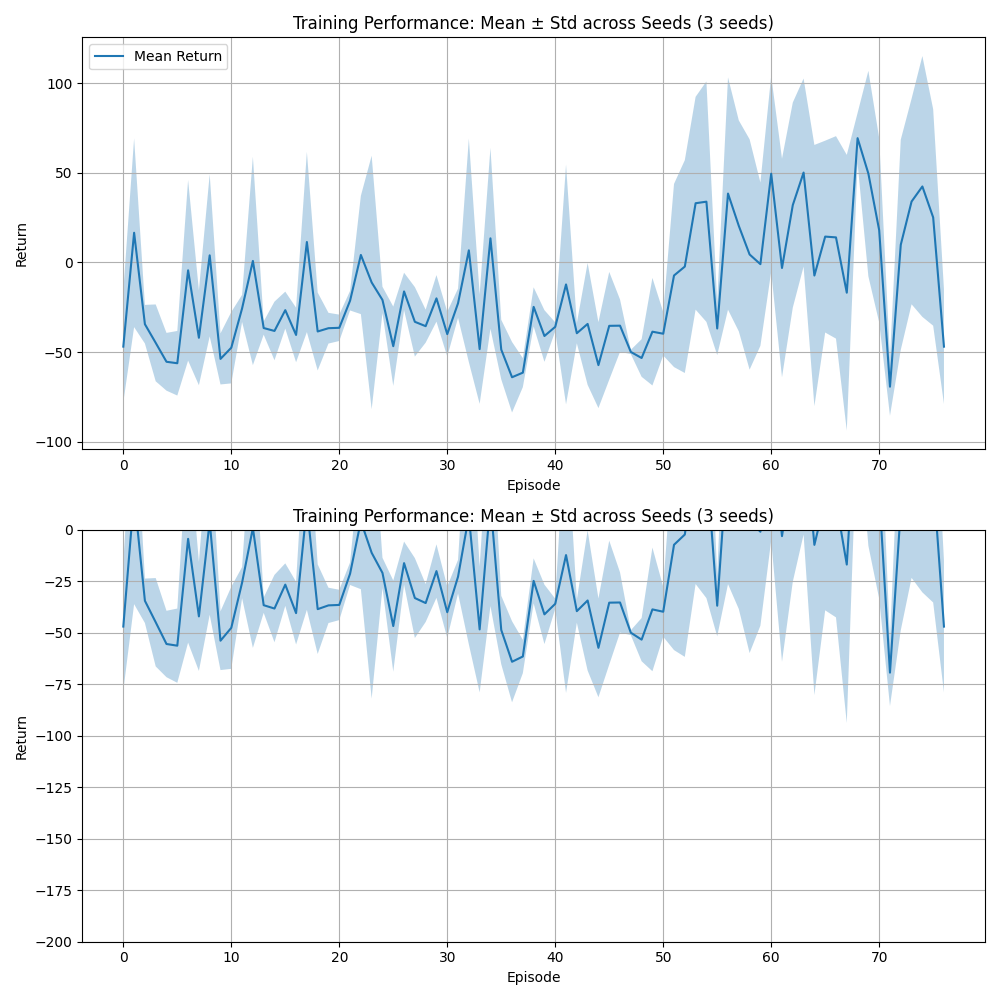 Training Performance: Mean ± Std across Seeds (3 seeds)
Mean Return
100
50
0
−50
−100
Return
0 10 20 30 40 50 60 70
Episode
Training Performance: Mean ± Std across Seeds (3 seeds)
0
−25
−50
−75
−100
−125
−150
−175
−200
Return
0 10 20 30 40 50 60 70
Episode